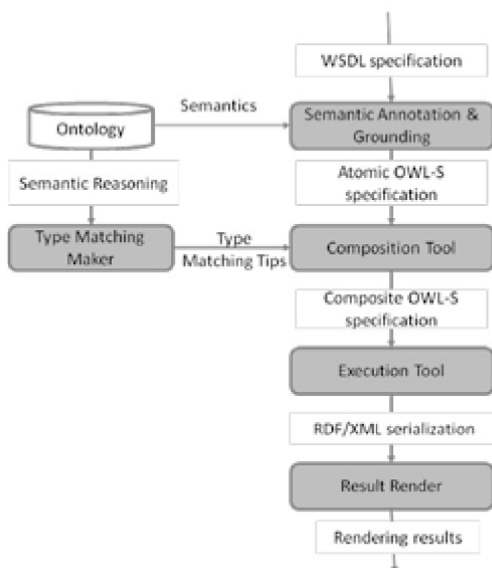 WSDL specification
Semantics
Semantic Annotation &
Grounding
Ontology
Atomic OWL-S
specification
Semantic Reasoning
Type Matching
Maker
Type
Matching Tips
Composition Tool
Composite OWL-S
specification
Execution Tool
RDF/XML serialization
Result Render
Rendering results